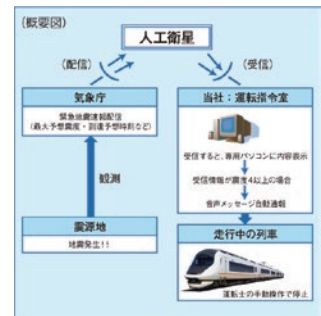 (概要図)
人工衛星
(配信)
(受信)
気象庁
緊急地震速報配信
(最大予想震度・到達予想時刻など)
観測
震源地
地震発生!!
当社:運転指令室
受信すると、専用パソコンに内容表示
受信情報が震度4以上の場合
音声メッセージ自動通報
走行中の列車
運転士の手動操作で停止